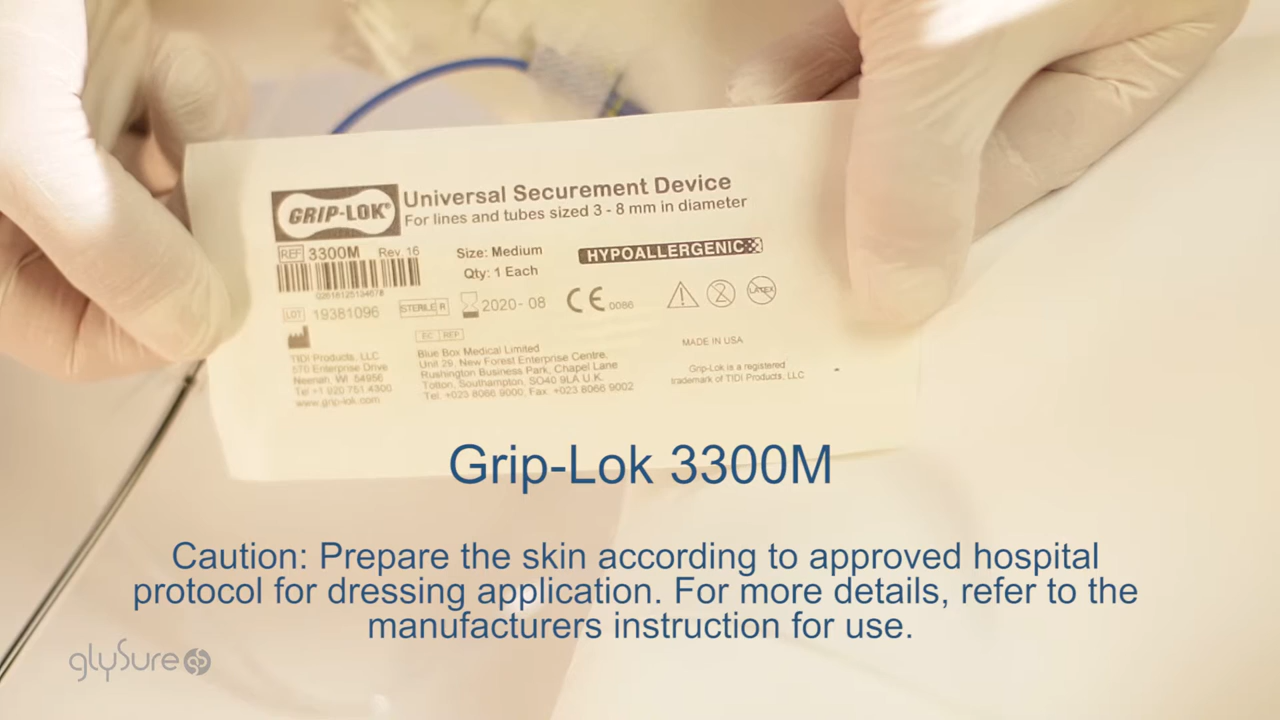 GRIP-LOK®
Universal Securement Device
For lines and tubes sized 3 - 8 mm in diameter
REF 3300M Rev. 16
Size: Medium
Qty: 1 Each
HYPOALLERGENIC
LOT 19381096
STERILE R
2020-08
CE 0086
LATEX
TIDI Products, LLC
570 Enterprise Drive
Neenah, WI 54956
Tel +1 920 751 4300
www.grip-lok.com
EC REP
Blue Box Medical Limited
Unit 29, New Forest Enterprise Centre,
Rushington Business Park, Chapel Lane
Totton, Southampton, SO40 9LA U.K.
Tel. +023 8066 9000, Fax. +023 8066 9002
MADE IN USA
Grip-Lok is a registered
trademark of TIDI Products, LLC
Grip-Lok 3300M
Caution: Prepare the skin according to approved hospital
protocol for dressing application. For more details, refer to the
manufacturers instruction for use.
glySure